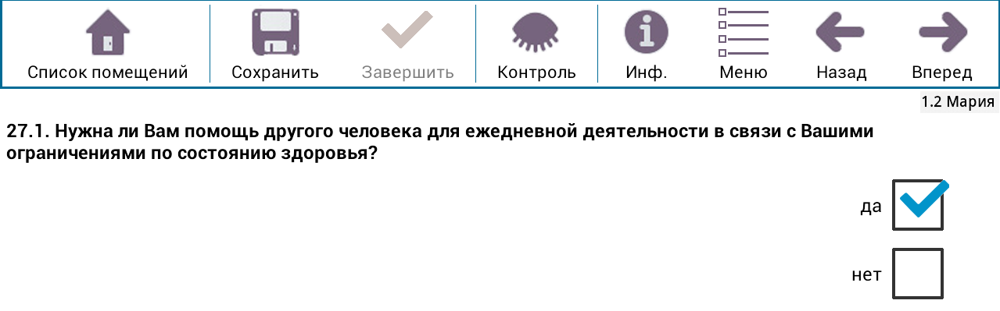 Список помещений
Сохранить
Завершить
Контроль
Инф.
Меню
Назад
Вперед
1.2 Мария
27.1. Нужна ли Вам помощь другого человека для ежедневной деятельности в связи с Вашими
ограничениями по состоянию здоровья?
да
нет